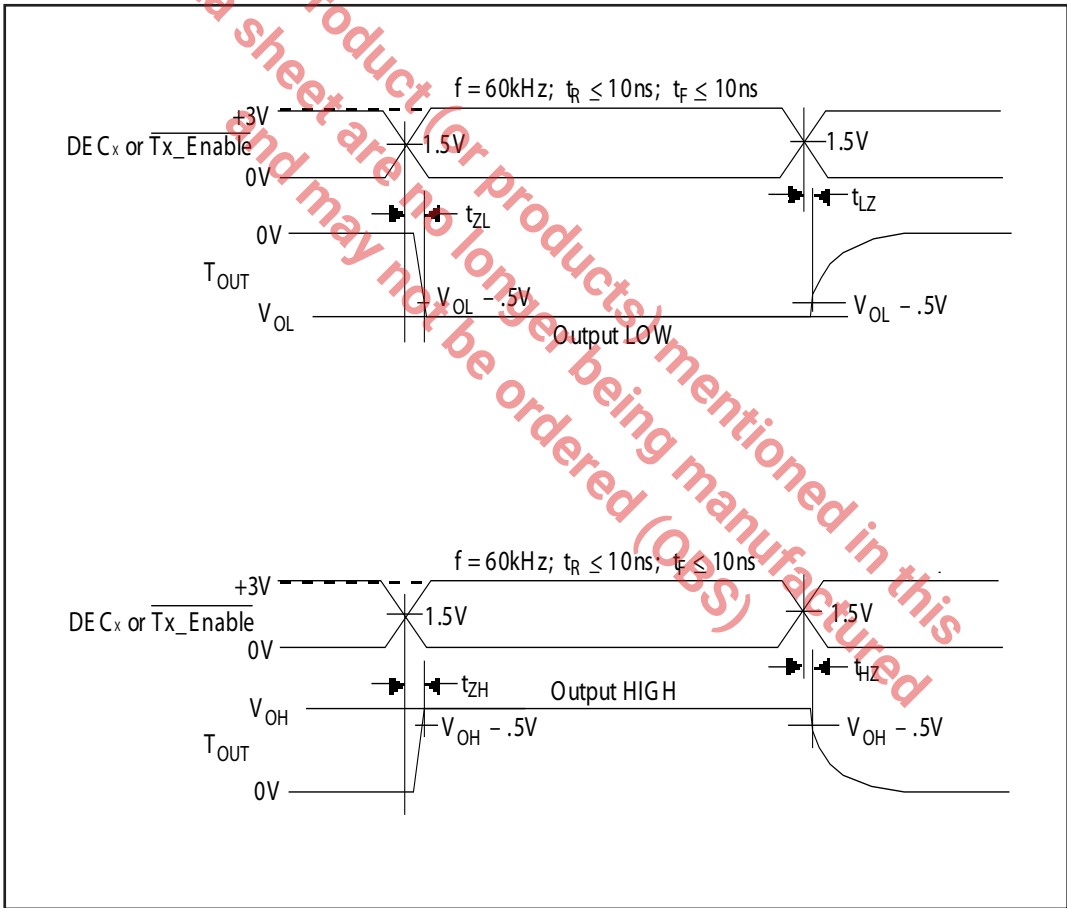 f = 60kHz; tR ≤ 10ns; tF ≤ 10ns
+3V
DECx or Tx_Enable
0V
1.5V
1.5V
tZL
tLZ
0V
TOUT
VOL
VOL – .5V
Output LOW
VOL – .5V
f = 60kHz; tR ≤ 10ns; tF ≤ 10ns
+3V
DECx or Tx_Enable
0V
1.5V
1.5V
tZH
Output HIGH
tHZ
VOH
VOH – .5V
VOH – .5V
TOUT
0V
product (or products) mentioned in this
sheet are no longer being manufactured
and may not be ordered (OBS)